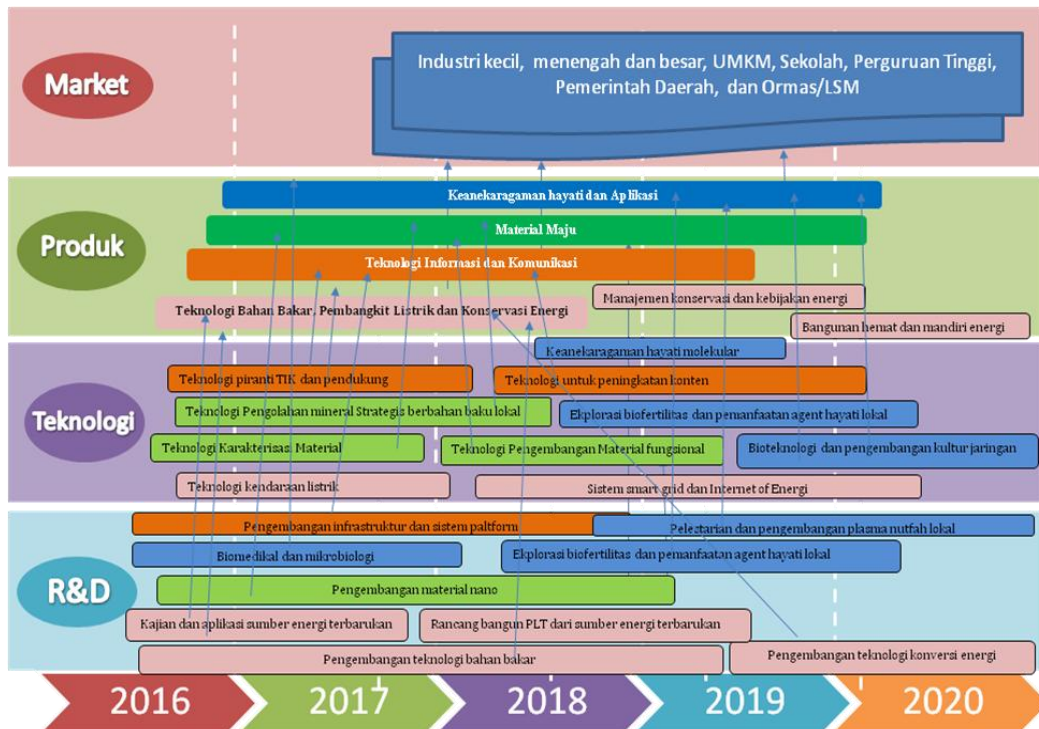 Market
Industri kecil, menengah dan besar, UMKM, Sekolah, Perguruan Tinggi,
Pemerintah Daerah, dan Ormas/LSM
Produk
Keanekaragaman hayati dan Aplikasi
Material Maju
Teknologi Informasi dan Komunikasi
Teknologi Bahan Bakar, Pembangkit Listrik dan Konservasi Energi
Manajemen konservasi dan kebijakan energi
Bangunan hemat dan mandiri energi
Teknologi
Keanekaragaman hayati molekular
Teknologi piranti TIK dan pendukung
Teknologi untuk peningkatan konten
Teknologi Pengolahan mineral Strategis berbahan baku lokal
Ekplorasi biofertilitas dan pemanfaatan agent hayati lokal
Teknologi Karakterisasi Material
Teknologi Pengembangan Material fungsional
Bioteknologi dan pengembangan kultur jaringan
Teknologi kendaraan listrik
Sistem smart grid dan Internet of Energi
R&D
Pengembangan infrastruktur dan sistem paltform
Pelestarian dan pengembangan plasma nutfah lokal
Biomedikal dan mikrobiologi
Ekplorasi biofertilitas dan pemanfaatan agent hayati lokal
Pengembangan material nano
Kajian dan aplikasi sumber energi terbarukan
Rancang bangun PLT dari sumber energi terbarukan
Pengembangan teknologi bahan bakar
Pengembangan teknologi konversi energi
2016
2017
2018
2019
2020